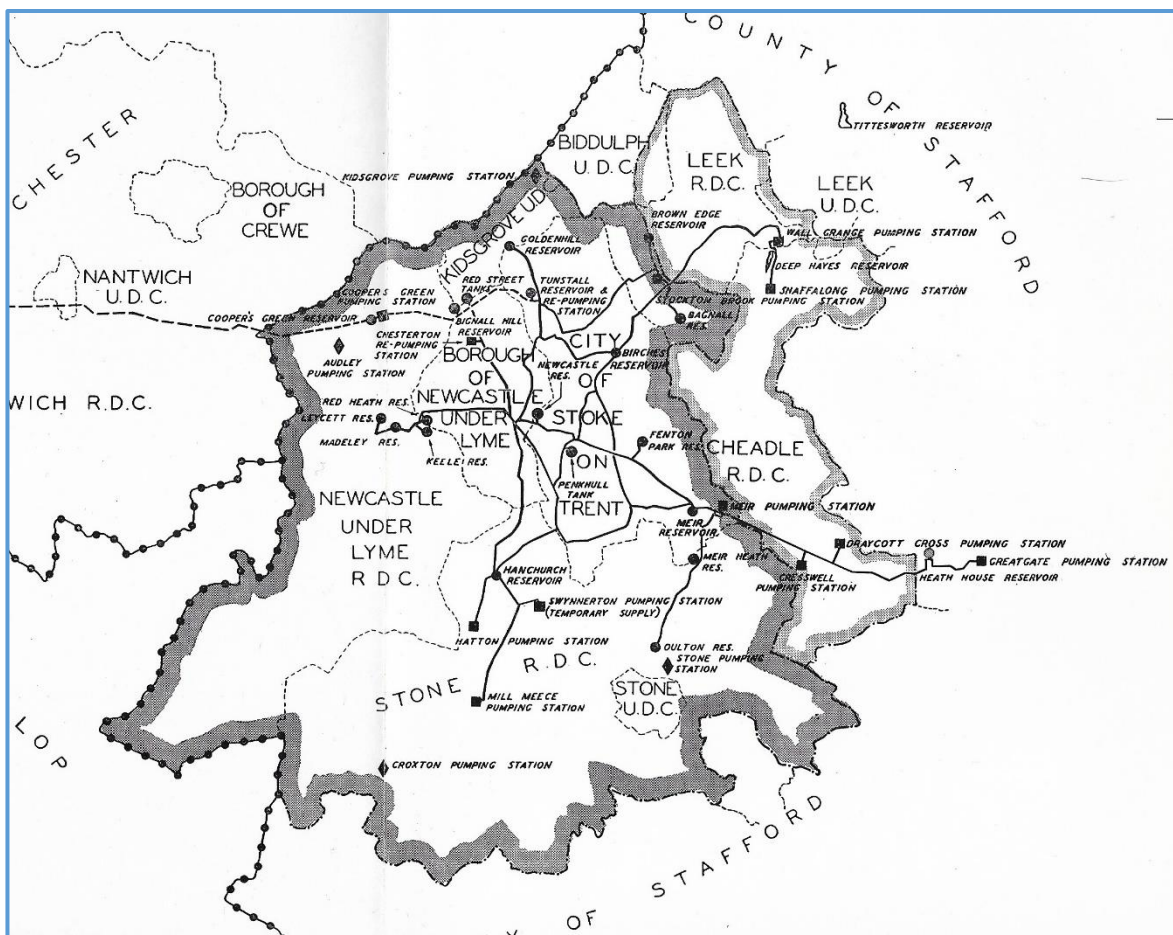 COUNTY OF STAFFORD
TITTESWORTH RESERVOIR
CHESTER
BIDDULPH
U.D.C.
LEEK
R.D.C.
LEEK
U.D.C.
KIDSGROVE PUMPING STATION
BOROUGH
OF
CREWE
KIDSGROVE U.D.C.
BROWN EDGE
RESERVOIR
WALL GRANGE PUMPING STATION
GOLDENHILL
RESERVOIR
DEEP HAYES RESERVOIR
NANTWICH
U.D.C.
RED STREET
TANKS
TUNSTALL
RESERVOIR &
RE-PUMPING
STATION
SHAFFALONG PUMPING STATION
COOPER'S GREEN
PUMPING STATION
STOCKTON BROOK PUMPING STATION
COOPER'S GREEN RESERVOIR
BIGNALL HILL
RESERVOIR
BAGNALL
RES.
CHESTERTON
RE-PUMPING
STATION
CITY
OF
STOKE
ON
TRENT
BIRCHES
RESERVOIR
AUDLEY
PUMPING STATION
BOROUGH
OF
NEWCASTLE
UNDER
LYME
NEWCASTLE
RES.
WICH R.D.C.
RED HEATH RES.
LEYCETT RES.
MADELEY RES.
KEELE RES.
FENTON
PARK RES.
CHEADLE
R.D.C.
PENKHULL
TANK
NEWCASTLE
UNDER
LYME
R.D.C.
MEIR PUMPING STATION
MEIR
RESERVOIR
DRAYCOTT CROSS PUMPING STATION
MEIR HEATH
RES.
GREATGATE PUMPING STATION
CRESSWELL
PUMPING STATION
HEATH HOUSE RESERVOIR
HANCHURCH
RESERVOIR
SWYNNERTON PUMPING STATION
(TEMPORARY SUPPLY)
HATTON PUMPING STATION
OULTON RES.
STONE PUMPING
STATION
STONE R.D.C.
STONE
U.D.C.
MILL MEECE
PUMPING STATION
LOP
CROXTON PUMPING STATION
Y OF STAFFORD